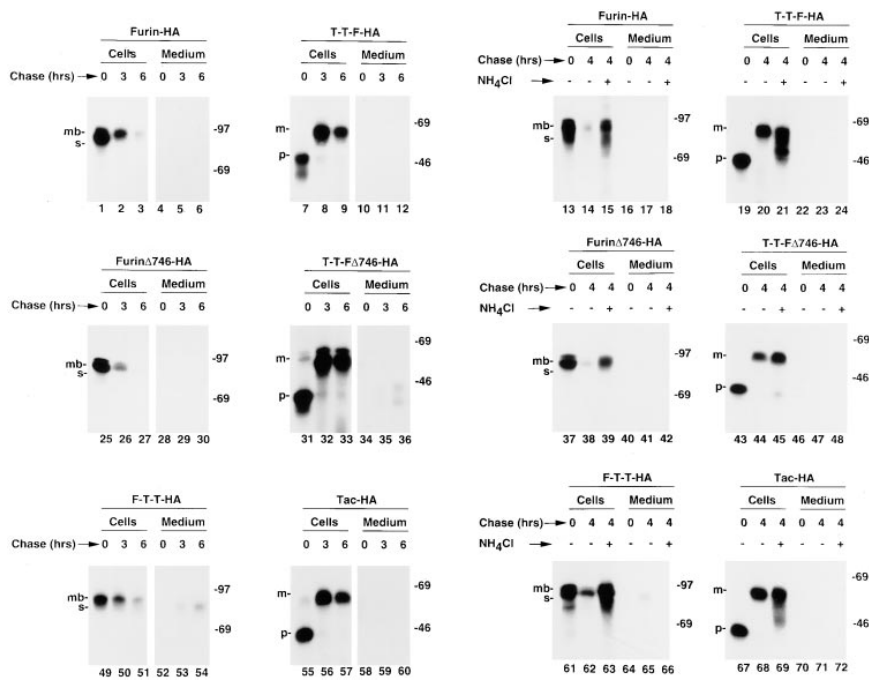 Furin-HA T-T-F-HA
Cells Medium Cells Medium
Chase (hrs) 0 3 6 0 3 6 0 3 6 0 3 6
mb-
s-
-97
-69
m-
p-
-69
-46
1 2 3 4 5 6 7 8 9 10 11 12
Furin-HA T-T-F-HA
Cells Medium Cells Medium
Chase (hrs) 0 4 4 0 4 4 0 4 4 0 4 4
NH4Cl - - + - - + - - + - - +
mb-
s-
-97
-69
m-
p-
-69
-46
13 14 15 16 17 18 19 20 21 22 23 24
FurinΔ746-HA T-T-FΔ746-HA
Cells Medium Cells Medium
Chase (hrs) 0 3 6 0 3 6 0 3 6 0 3 6
mb-
s-
-97
-69
m-
p-
-69
-46
25 26 27 28 29 30 31 32 33 34 35 36
FurinΔ746-HA T-T-FΔ746-HA
Cells Medium Cells Medium
Chase (hrs) 0 4 4 0 4 4 0 4 4 0 4 4
NH4Cl - - + - - + - - + - - +
mb-
s-
-97
-69
m-
p-
-69
-46
37 38 39 40 41 42 43 44 45 46 47 48
F-T-T-HA Tac-HA
Cells Medium Cells Medium
Chase (hrs) 0 3 6 0 3 6 0 3 6 0 3 6
mb-
s-
-97
-69
m-
p-
-69
-46
49 50 51 52 53 54 55 56 57 58 59 60
F-T-T-HA Tac-HA
Cells Medium Cells Medium
Chase (hrs) 0 4 4 0 4 4 0 4 4 0 4 4
NH4Cl - - + - - + - - + - - +
mb-
s-
-97
-69
m-
p-
-69
-46
61 62 63 64 65 66 67 68 69 70 71 72